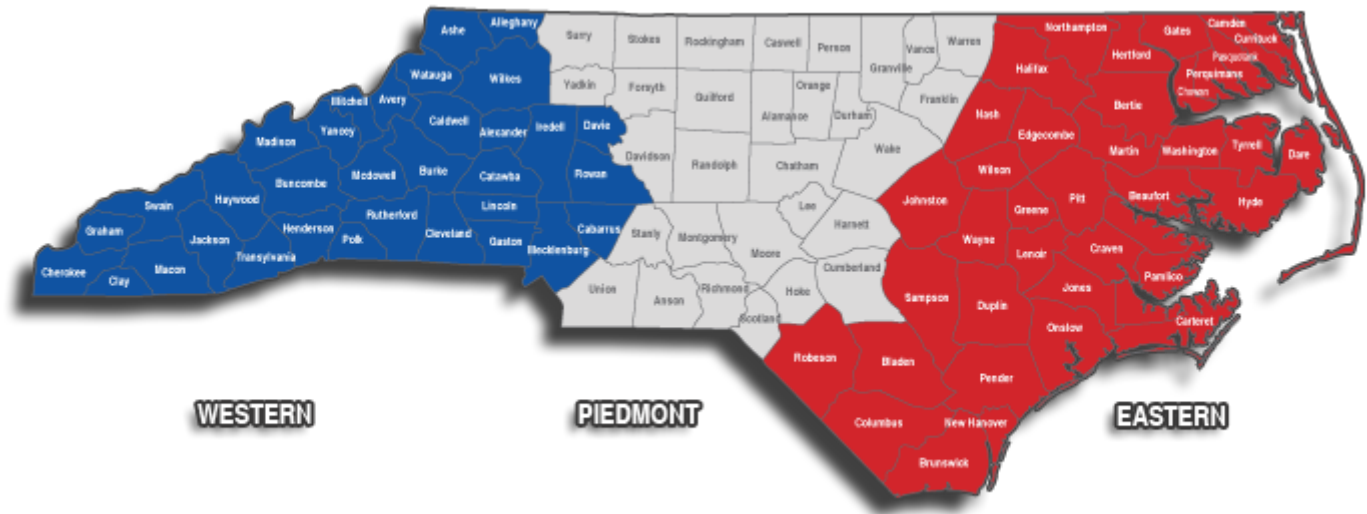 Ashe
Alleghany
Surry
Stokes
Rockingham
Caswell
Person
Vance
Warren
Granville
Northampton
Gates
Camden
Currituck
Pasquotank
Hertford
Halifax
Perquimans
Chowan
Watauga
Wilkes
Yadkin
Forsyth
Guilford
Orange
Alamance
Durham
Franklin
Mitchell
Avery
Caldwell
Alexander
Iredell
Davie
Nash
Bertie
Edgecombe
Madison
Yancey
Burke
Mcdowell
Catawba
Rowan
Davidson
Randolph
Chatham
Wake
Wilson
Martin
Washington
Tyrrell
Dare
Swain
Haywood
Buncombe
Rutherford
Lincoln
Lee
Johnston
Greene
Pitt
Beaufort
Hyde
Graham
Jackson
Henderson
Polk
Cleveland
Gaston
Mecklenburg
Cabarrus
Stanly
Montgomery
Moore
Harnett
Wayne
Lenoir
Craven
Pamlico
Cherokee
Clay
Macon
Transylvania
Union
Anson
Richmond
Scotland
Hoke
Cumberland
Sampson
Duplin
Jones
Onslow
Carteret
Robeson
Bladen
Pender
Columbus
New Hanover
Brunswick
WESTERN
PIEDMONT
EASTERN